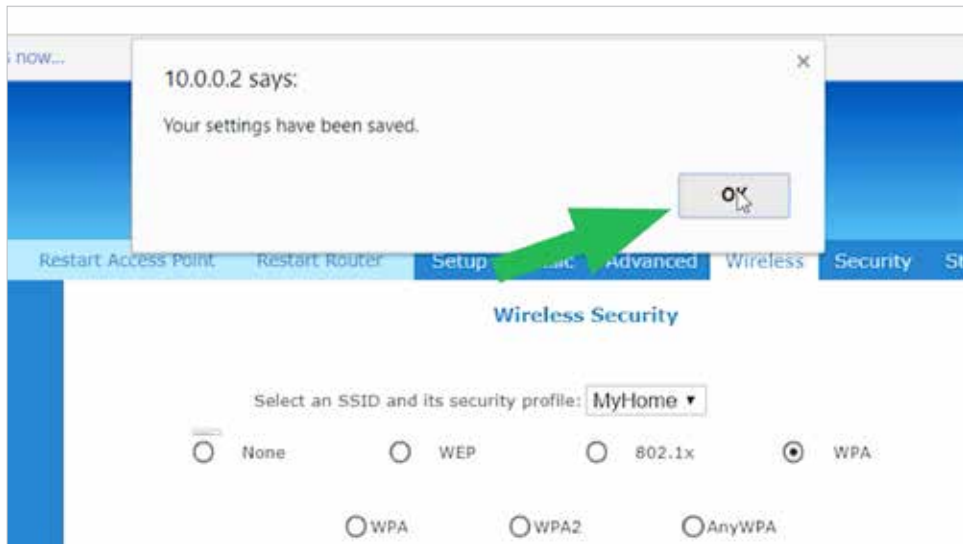 now...
10.0.0.2 says:
Your settings have been saved.
OK
Restart Access Point Restart Router Setup Advanced Wireless Security
Wireless Security
Select an SSID and its security profile: MyHome
None WEP 802.1x WPA
WPA WPA2 AnyWPA